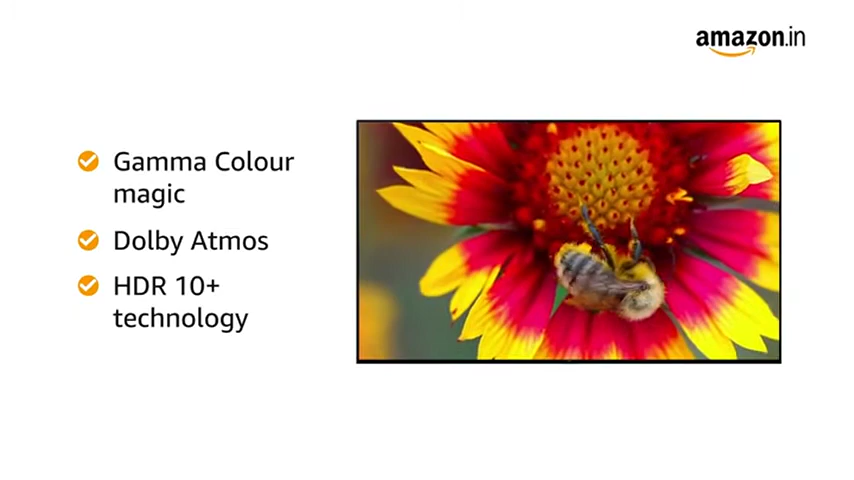 amazon.in
Gamma Colour
magic
Dolby Atmos
HDR 10+
technology